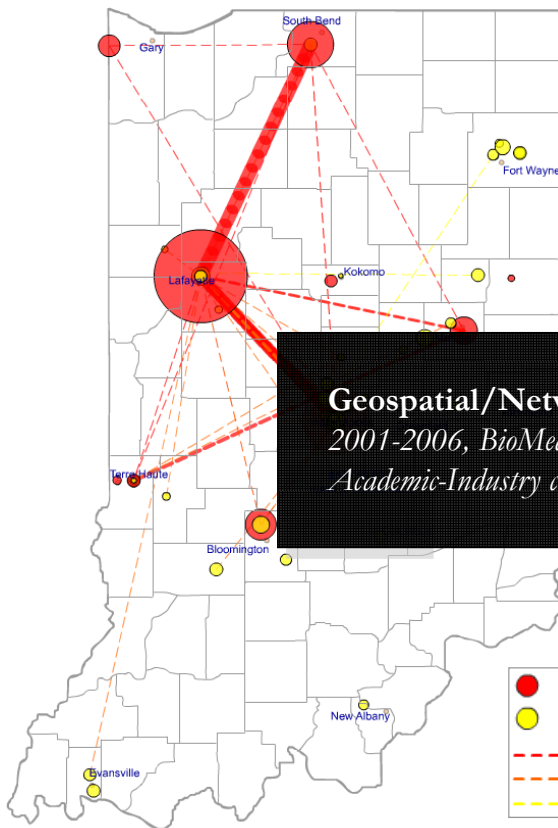 South Bend
Gary
Fort Wayne
Kokomo
Lafayette
Geospatial/Netw
2001-2006, BioMed
Academic-Industry c
Terre Haute
Bloomington
New Albany
Evansville